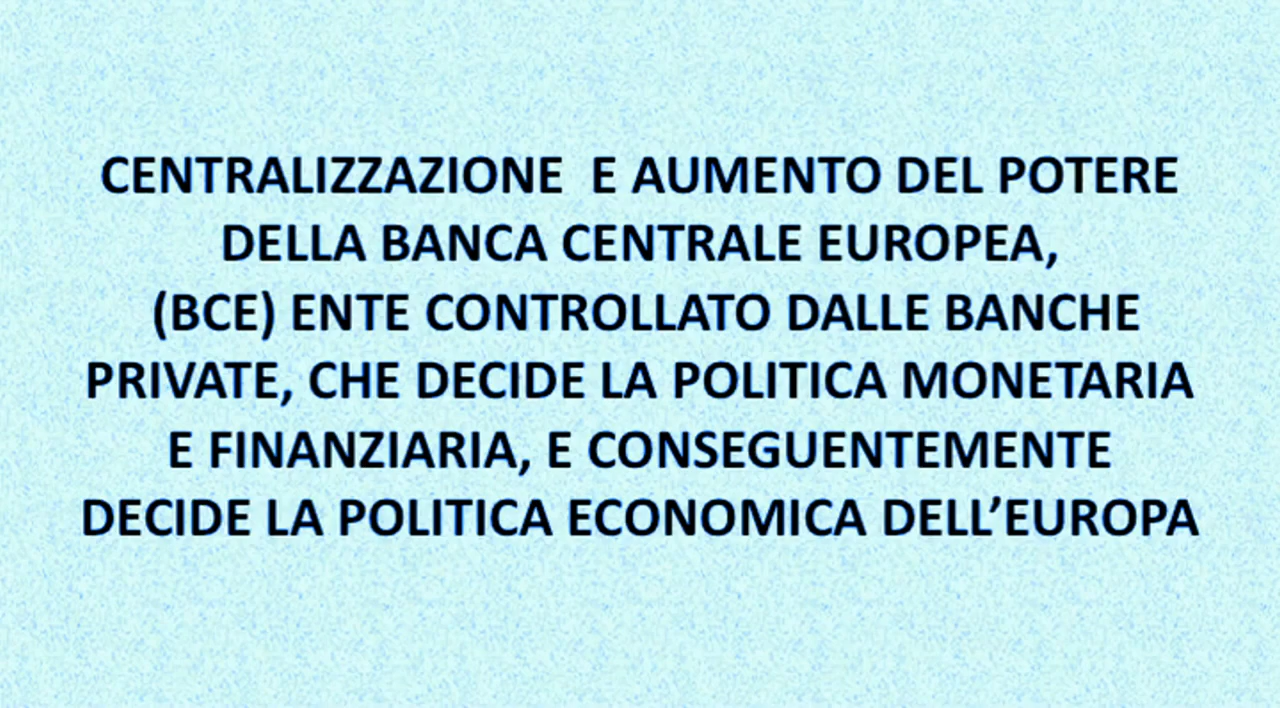 CENTRALIZZAZIONE  E AUMENTO DEL POTERE
DELLA BANCA CENTRALE EUROPEA,
(BCE) ENTE CONTROLLATO DALLE BANCHE
PRIVATE, CHE DECIDE LA POLITICA MONETARIA
E FINANZIARIA, E CONSEGUENTEMENTE
DECIDE LA POLITICA ECONOMICA DELL’EUROPA